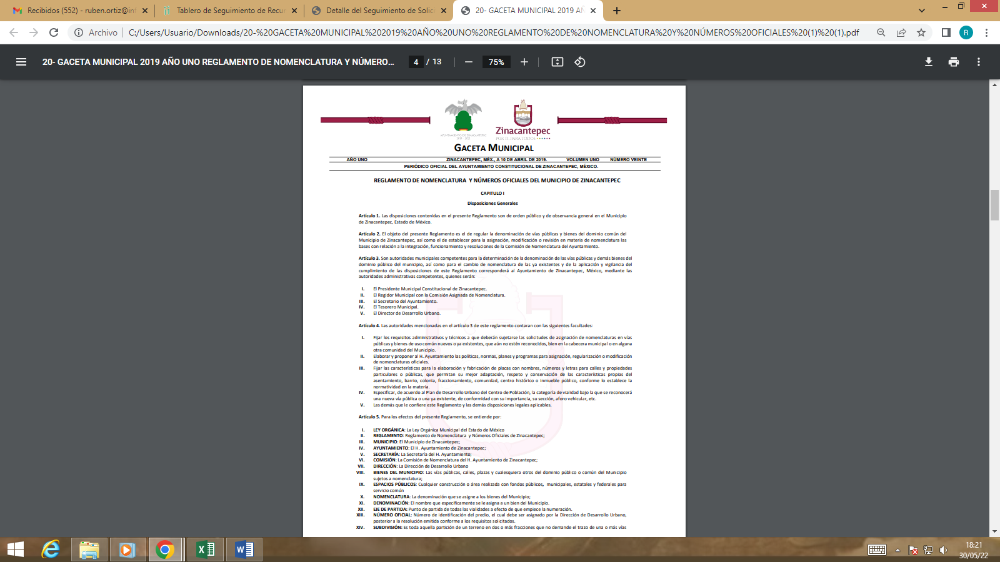 Recibidos (552) - ruben.ortiz@inf
Tablero de Seguimiento de Recur
Detalle del Seguimiento de Solici
20- GACETA MUNICIPAL 2019 AÑ
Archivo
C:/Users/Usuario/Downloads/20-%20GACETA%20MUNICIPAL%202019%20AÑO%20UNO%20REGLAMENTO%20DE%20NOMENCLATURA%20Y%20NÚMEROS%20OFICIALES%20(1)%20(1).pdf
R
20- GACETA MUNICIPAL 2019 AÑO UNO REGLAMENTO DE NOMENCLATURA Y NÚMERO...
4 / 13
75%
AYUNTAMIENTO DE ZINACANTEPEC
2019 - 2021
Zinacantepec
POR TI, PARA TODOS
GACETA MUNICIPAL
AÑO UNO ZINACANTEPEC, MÉX., A 10 DE ABRIL DE 2019. VOLUMEN UNO NÚMERO VEINTE
PERIÓDICO OFICIAL DEL AYUNTAMIENTO CONSTITUCIONAL DE ZINACANTEPEC, MÉXICO.
REGLAMENTO DE NOMENCLATURA Y NÚMEROS OFICIALES DEL MUNICIPIO DE ZINACANTEPEC
CAPITULO I
Disposiciones Generales
Artículo 1. Las disposiciones contenidas en el presente Reglamento son de orden público y de observancia general en el Municipio
de Zinacantepec, Estado de México.
Artículo 2. El objeto del presente Reglamento es el de regular la denominación de vías públicas y bienes del dominio común del
Municipio de Zinacantepec, así como el de establecer para la asignación, modificación o revisión en materia de nomenclatura las
bases con relación a la integración, funcionamiento y resoluciones de la Comisión de Nomenclatura del Ayuntamiento.
Artículo 3. Son autoridades municipales competentes para la determinación de la denominación de las vías públicas y demás bienes del
dominio público del municipio, así como para el cambio de nomenclatura de las ya existentes y de la aplicación y vigilancia del
cumplimiento de las disposiciones de este Reglamento corresponderá al Ayuntamiento de Zinacantepec, México, mediante las
autoridades administrativas competentes, quienes serán:
I. El Presidente Municipal Constitucional de Zinacantepec.
II. El Regidor Municipal con la Comisión Asignada de Nomenclatura.
III. El Secretario del Ayuntamiento.
IV. El Tesorero Municipal.
V. El Director de Desarrollo Urbano.
Artículo 4. Las autoridades mencionadas en el artículo 3 de este reglamento contaran con las siguientes facultades:
I. Fijar los requisitos administrativos y técnicos a que deberán sujetarse las solicitudes de asignación de nomenclaturas en vías
públicas y bienes de uso común nuevos o ya existentes, que aún no estén reconocidos, bien en la cabecera municipal o en alguna
otra comunidad del Municipio.
II. Elaborar y proponer al H. Ayuntamiento las políticas, normas, planes y programas para asignación, regularización o modificación
de nomenclaturas oficiales.
III. Fijar las características para la elaboración y fabricación de placas con nombres, números y letras para calles y propiedades
particulares o públicas, que permitan su mejor adaptación, respeto y conservación de las características propias del
asentamiento, barrio, colonia, fraccionamiento, comunidad, centro histórico o inmueble público, conforme lo establece la
normatividad en la materia.
IV. Especificar, de acuerdo al Plan de Desarrollo Urbano del Centro de Población, la categoría de vialidad bajo la que se reconocerá
una nueva vía pública o una ya existente, de conformidad con su importancia, su sección, aforo vehicular, etc.
V. Las demás que le confiere este Reglamento y las demás disposiciones legales aplicables.
Artículo 5. Para los efectos del presente Reglamento, se entiende por:
I. LEY ORGÁNICA: La Ley Orgánica Municipal del Estado de México
II. REGLAMENTO: Reglamento de Nomenclatura y Números Oficiales de Zinacantepec;
III. MUNICIPIO: El Municipio de Zinacantepec;
IV. AYUNTAMIENTO: El H. Ayuntamiento de Zinacantepec;
V. SECRETARÍA: La Secretaría del H. Ayuntamiento;
VI. COMISIÓN: La Comisión de Nomenclatura del H. Ayuntamiento de Zinacantepec;
VII. DIRECCIÓN: La Dirección de Desarrollo Urbano
VIII. BIENES DEL MUNICIPIO: Las vías públicas, calles, plazas y cualesquiera otros del dominio público o común del Municipio
sujetos a nomenclatura;
IX. ESPACIOS PÚBLICOS: Cualquier construcción o área realizada con fondos públicos, municipales, estatales y federales para
servicio común
X. NOMENCLATURA: La denominación que se asigne a los bienes del Municipio;
XI. DENOMINACIÓN: El nombre que específicamente se le asigna a un bien del Municipio.
XII. EJE DE PARTIDA: Punto de partida de todas las vialidades a efecto de que empiece la numeración.
XIII. NÚMERO OFICIAL: Número de identificación del predio, el cual debe ser asignado por la Dirección de Desarrollo Urbano,
posterior a la resolución emitida conforme a los requisitos solicitados.
XIV. SUBDIVISIÓN: Es toda aquella partición de un terreno en dos o más fracciones que no demande el trazo de una o más vías
18:21
30/05/22